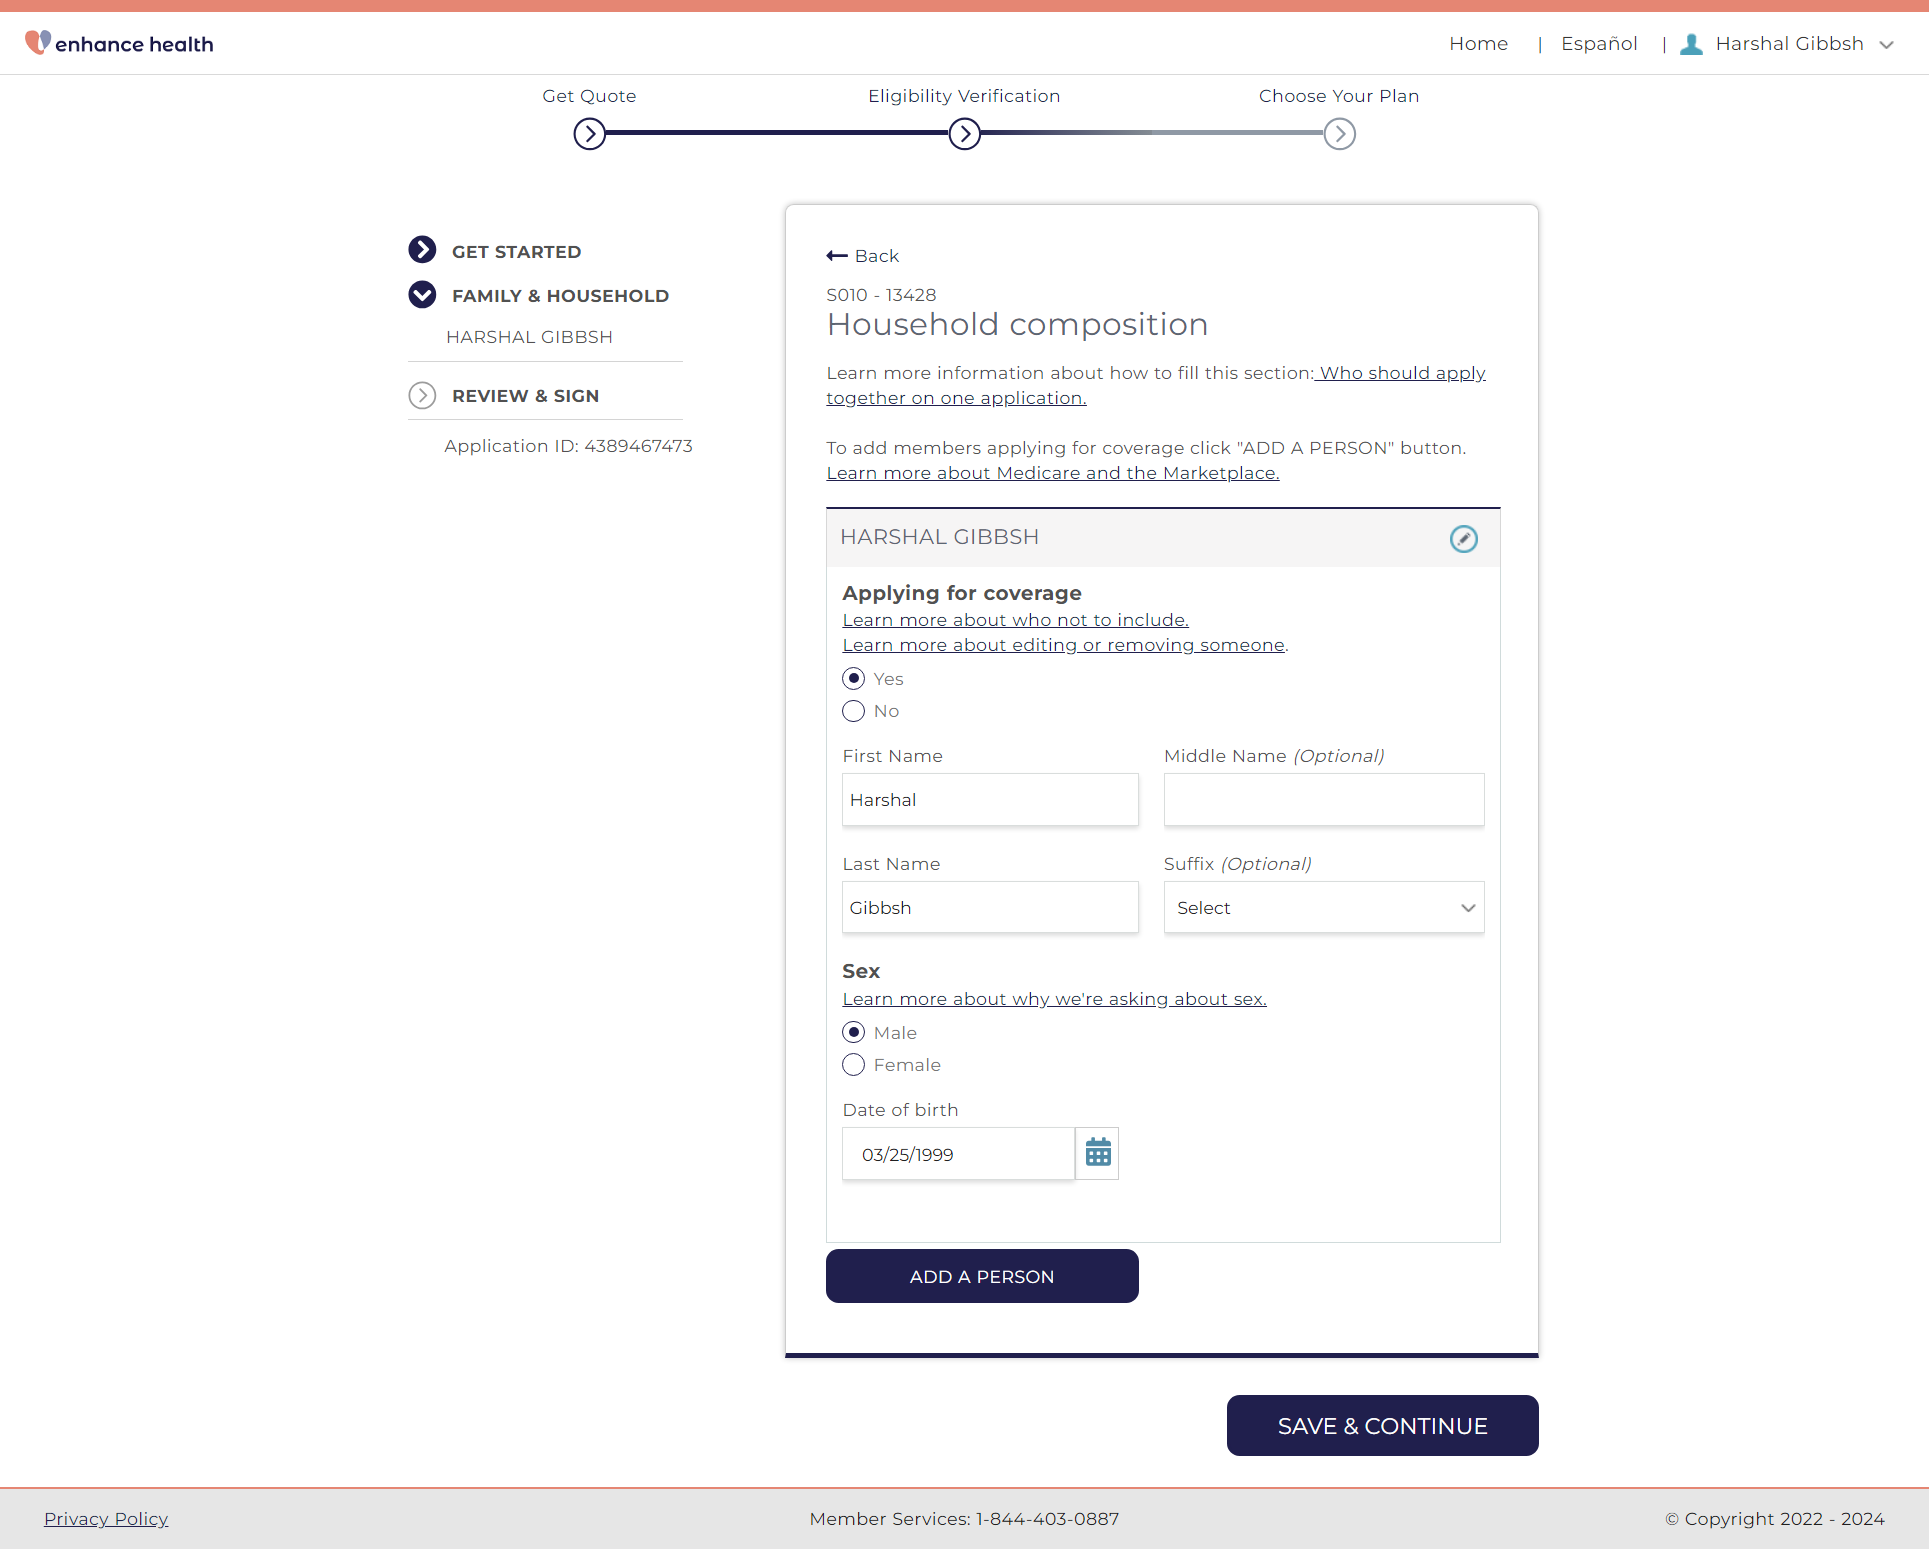 enhance health
Home | Español | Harshal Gibbsh
Get Quote
Eligibility Verification
Choose Your Plan
GET STARTED
FAMILY & HOUSEHOLD
HARSHAL GIBBSH
REVIEW & SIGN
Application ID: 4389467473
Back
S010 - 13428
Household composition
Learn more information about how to fill this section: Who should apply
together on one application.
To add members applying for coverage click "ADD A PERSON" button.
Learn more about Medicare and the Marketplace.
HARSHAL GIBBSH
Applying for coverage
Learn more about who not to include.
Learn more about editing or removing someone.
Yes
No
First Name
Middle Name (Optional)
Harshal
Last Name
Suffix (Optional)
Gibbsh
Select
Sex
Learn more about why we're asking about sex.
Male
Female
Date of birth
03/25/1999
ADD A PERSON
SAVE & CONTINUE
Privacy Policy
Member Services: 1-844-403-0887
© Copyright 2022 - 2024